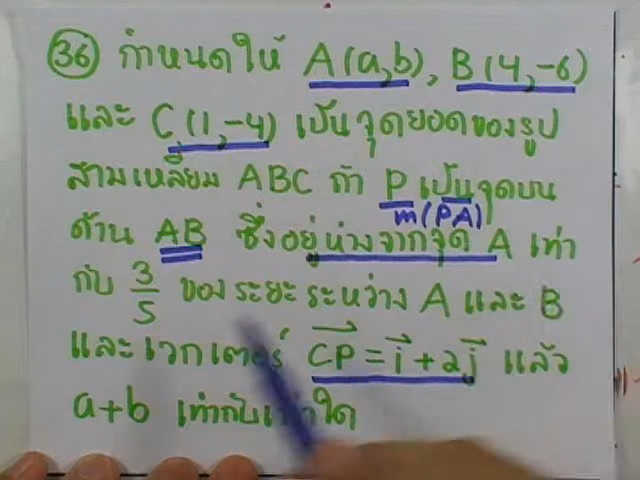 36 กำหนดให้ A(a,b), B(4,-6)
และ C(1,-4) เป็นจุดยอดของรูป
สามเหลี่ยม ABC ถ้า P เป็นจุดบน
m(PA)
ด้าน AB ซึ่งอยู่ห่างจากจุด A เท่า
กับ 3/5 ของระยะระหว่าง A และ B
และเวกเตอร์ CP = i + 2j แล้ว
a+b เท่ากับเท่าใด